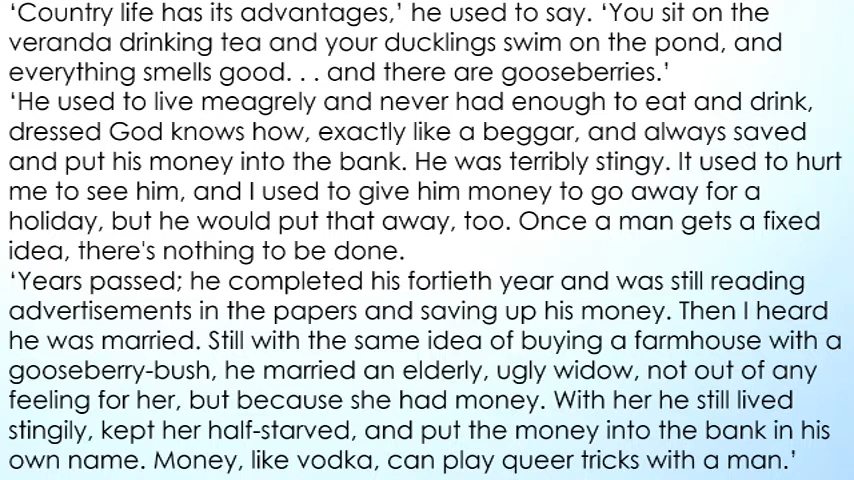 ‘Country life has its advantages,’ he used to say. ‘You sit on the
veranda drinking tea and your ducklings swim on the pond, and
everything smells good. . . and there are gooseberries.’
‘He used to live meagrely and never had enough to eat and drink,
dressed God knows how, exactly like a beggar, and always saved
and put his money into the bank. He was terribly stingy. It used to hurt
me to see him, and I used to give him money to go away for a
holiday, but he would put that away, too. Once a man gets a fixed
idea, there's nothing to be done.
‘Years passed; he completed his fortieth year and was still reading
advertisements in the papers and saving up his money. Then I heard
he was married. Still with the same idea of buying a farmhouse with a
gooseberry-bush, he married an elderly, ugly widow, not out of any
feeling for her, but because she had money. With her he still lived
stingily, kept her half-starved, and put the money into the bank in his
own name. Money, like vodka, can play queer tricks with a man.’